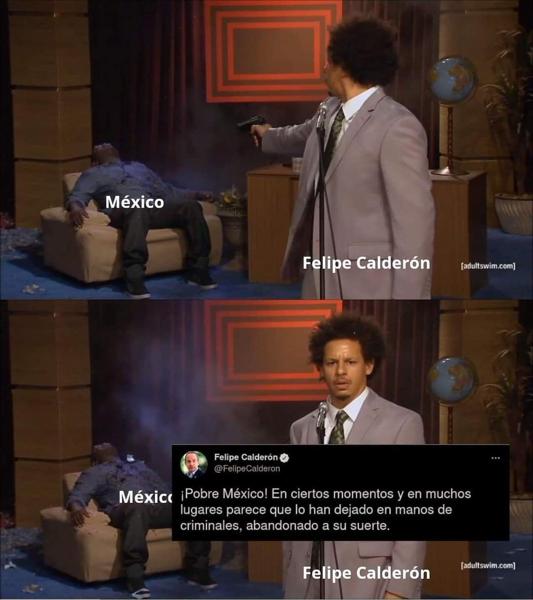 México
Felipe Calderón
[adultswim.com]
Felipe Calderón
@FelipeCalderon
¡Pobre México! En ciertos momentos y en muchos
lugares parece que lo han dejado en manos de
criminales, abandonado a su suerte.
México
Felipe Calderón
[adultswim.com]